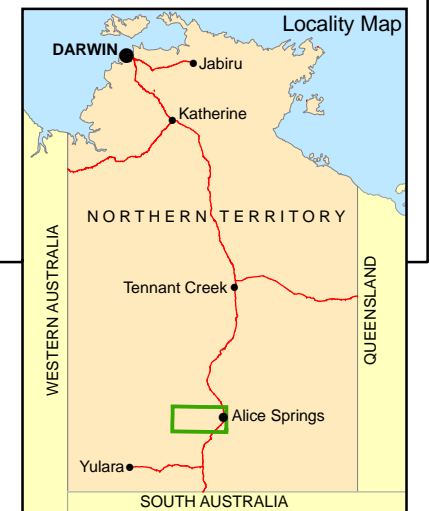 Locality Map
DARWIN
Jabiru
Katherine
NORTHERN TERRITORY
WESTERN AUSTRALIA
QUEENSLAND
Tennant Creek
Alice Springs
Yulara
SOUTH AUSTRALIA